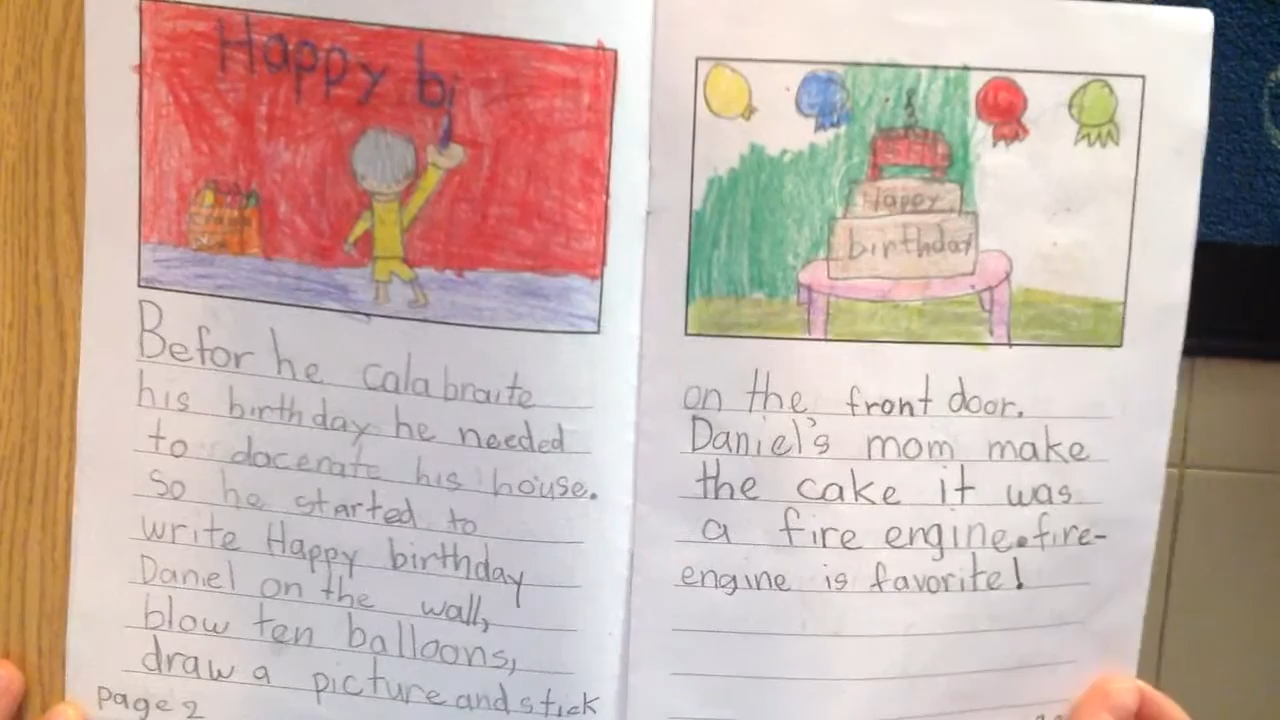 Happy bi
Befor he calabraite
his birthday he needed
to dacerate his house.
So he started to
write Happy birthday
Daniel on the wall,
blow ten balloons,
draw a picture and stick
page 2
Happy
birthday
on the front door.
Daniel's mom make
the cake it was
a fire engine.fire-
engine is favorite!